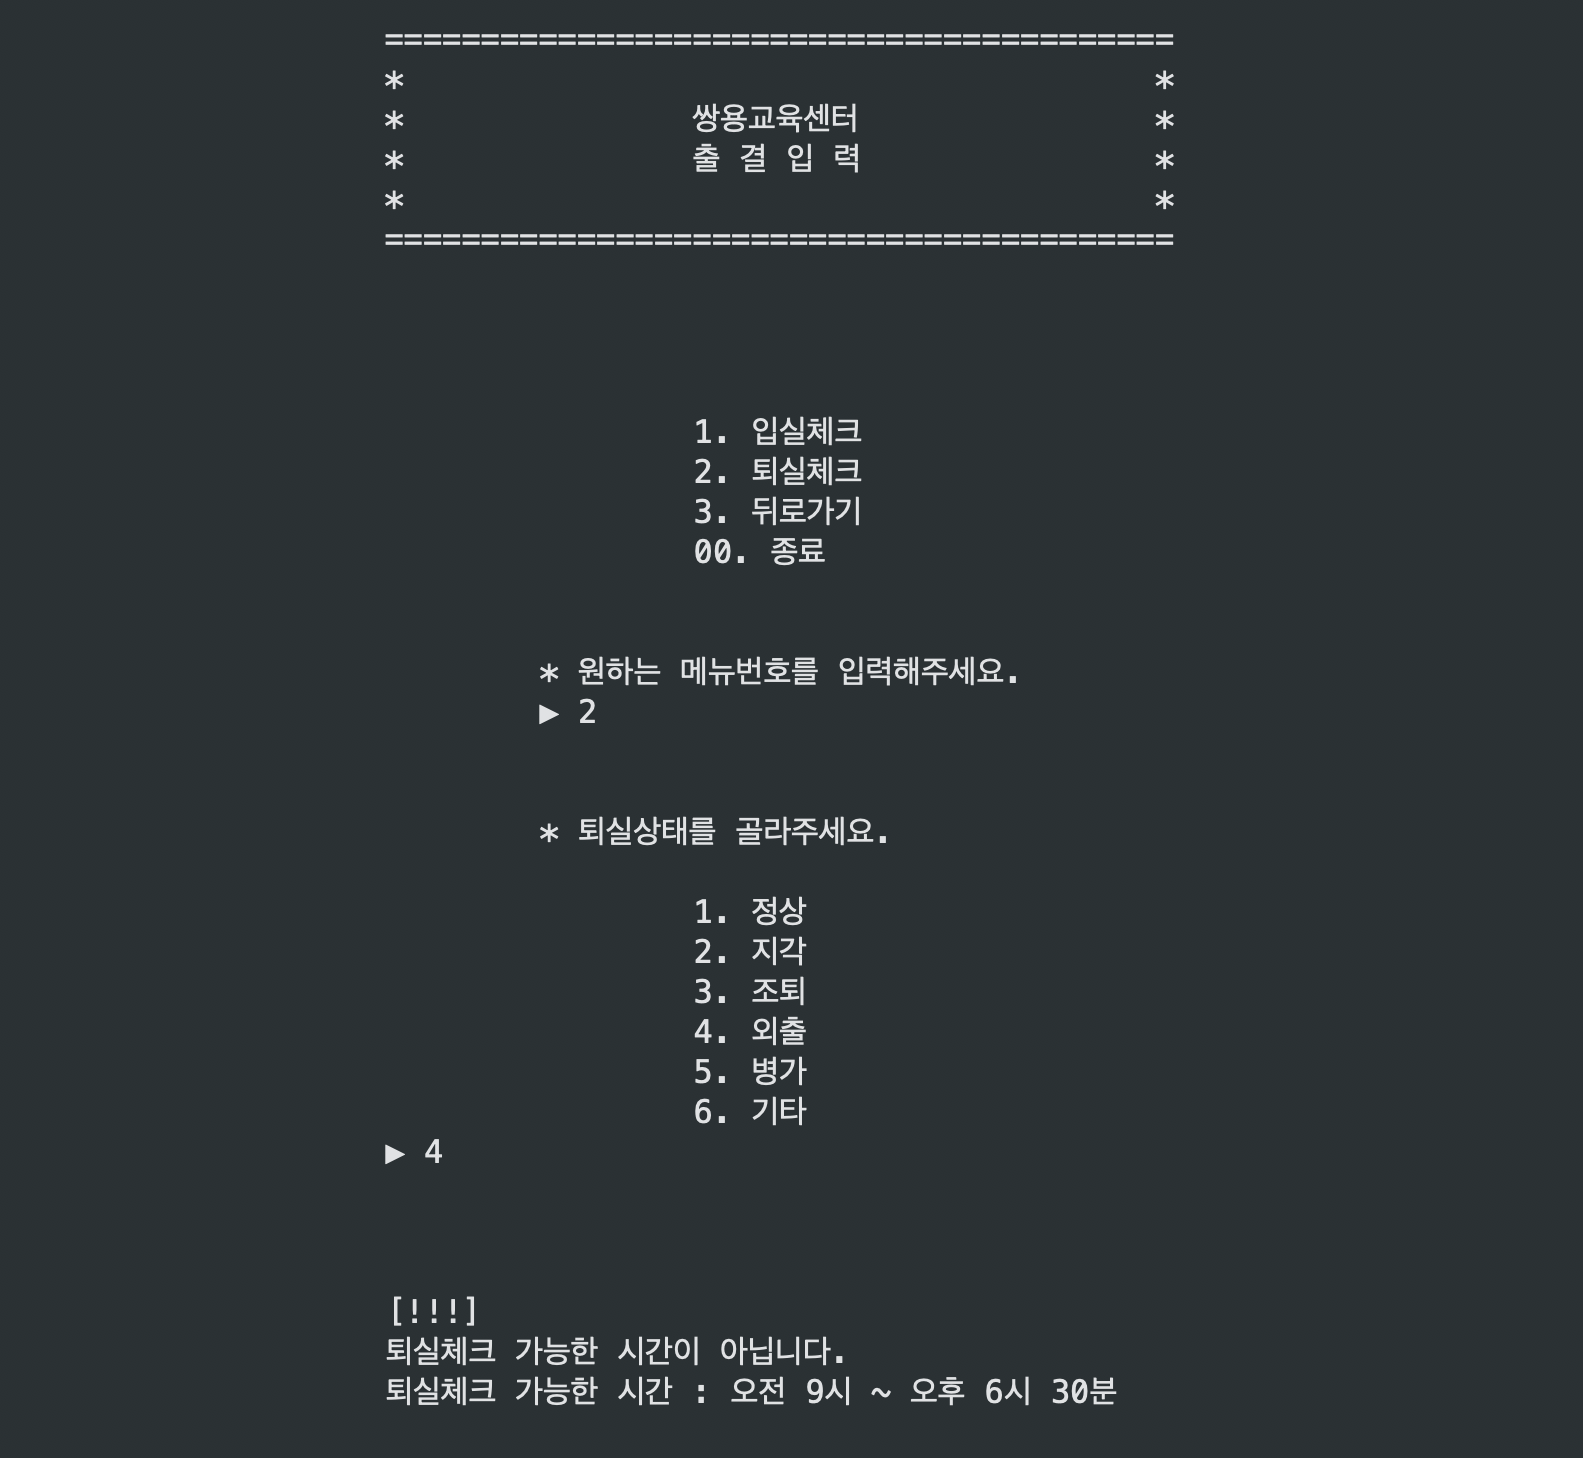 =========================================
*                                       *
*               쌍용교육센터               *
*               출 결 입 력               *
*                                       *
=========================================
1. 입실체크
2. 퇴실체크
3. 뒤로가기
00. 종료
* 원하는 메뉴번호를 입력해주세요.
▶ 2
* 퇴실상태를 골라주세요.
1. 정상
2. 지각
3. 조퇴
4. 외출
5. 병가
6. 기타
▶ 4
[!!!]
퇴실체크 가능한 시간이 아닙니다.
퇴실체크 가능한 시간 : 오전 9시 ~ 오후 6시 30분